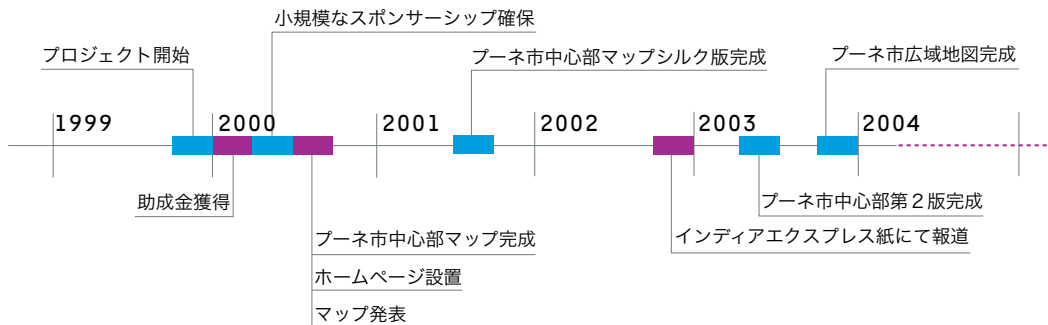 小規模なスポンサーシップ確保
プロジェクト開始
プーネ市中心部マップシルク版完成
プーネ市広域地図完成
1999
2000
2001
2002
2003
2004
助成金獲得
プーネ市中心部第２版完成
プーネ市中心部マップ完成
インディアエクスプレス紙にて報道
ホームページ設置
マップ発表